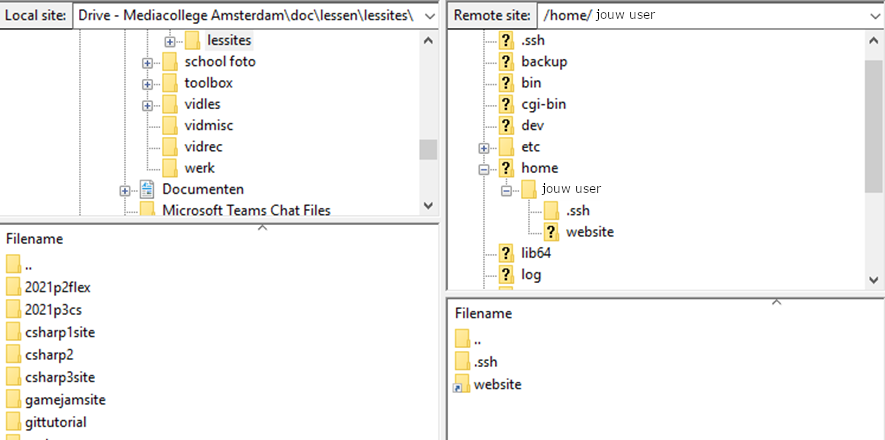 Local site: Drive - Mediacollege Amsterdam\doc\lessen\lessites\
lessites
school foto
toolbox
vidles
vidmisc
vidrec
werk
Documenten
Microsoft Teams Chat Files
Filename
..
2021p2flex
2021p3cs
csharp1site
csharp2
csharp3site
gamejamsite
gittutorial
Remote site: /home/ jouw user
.ssh
backup
bin
cgi-bin
dev
etc
home
jouw user
.ssh
website
lib64
log
Filename
..
.ssh
website